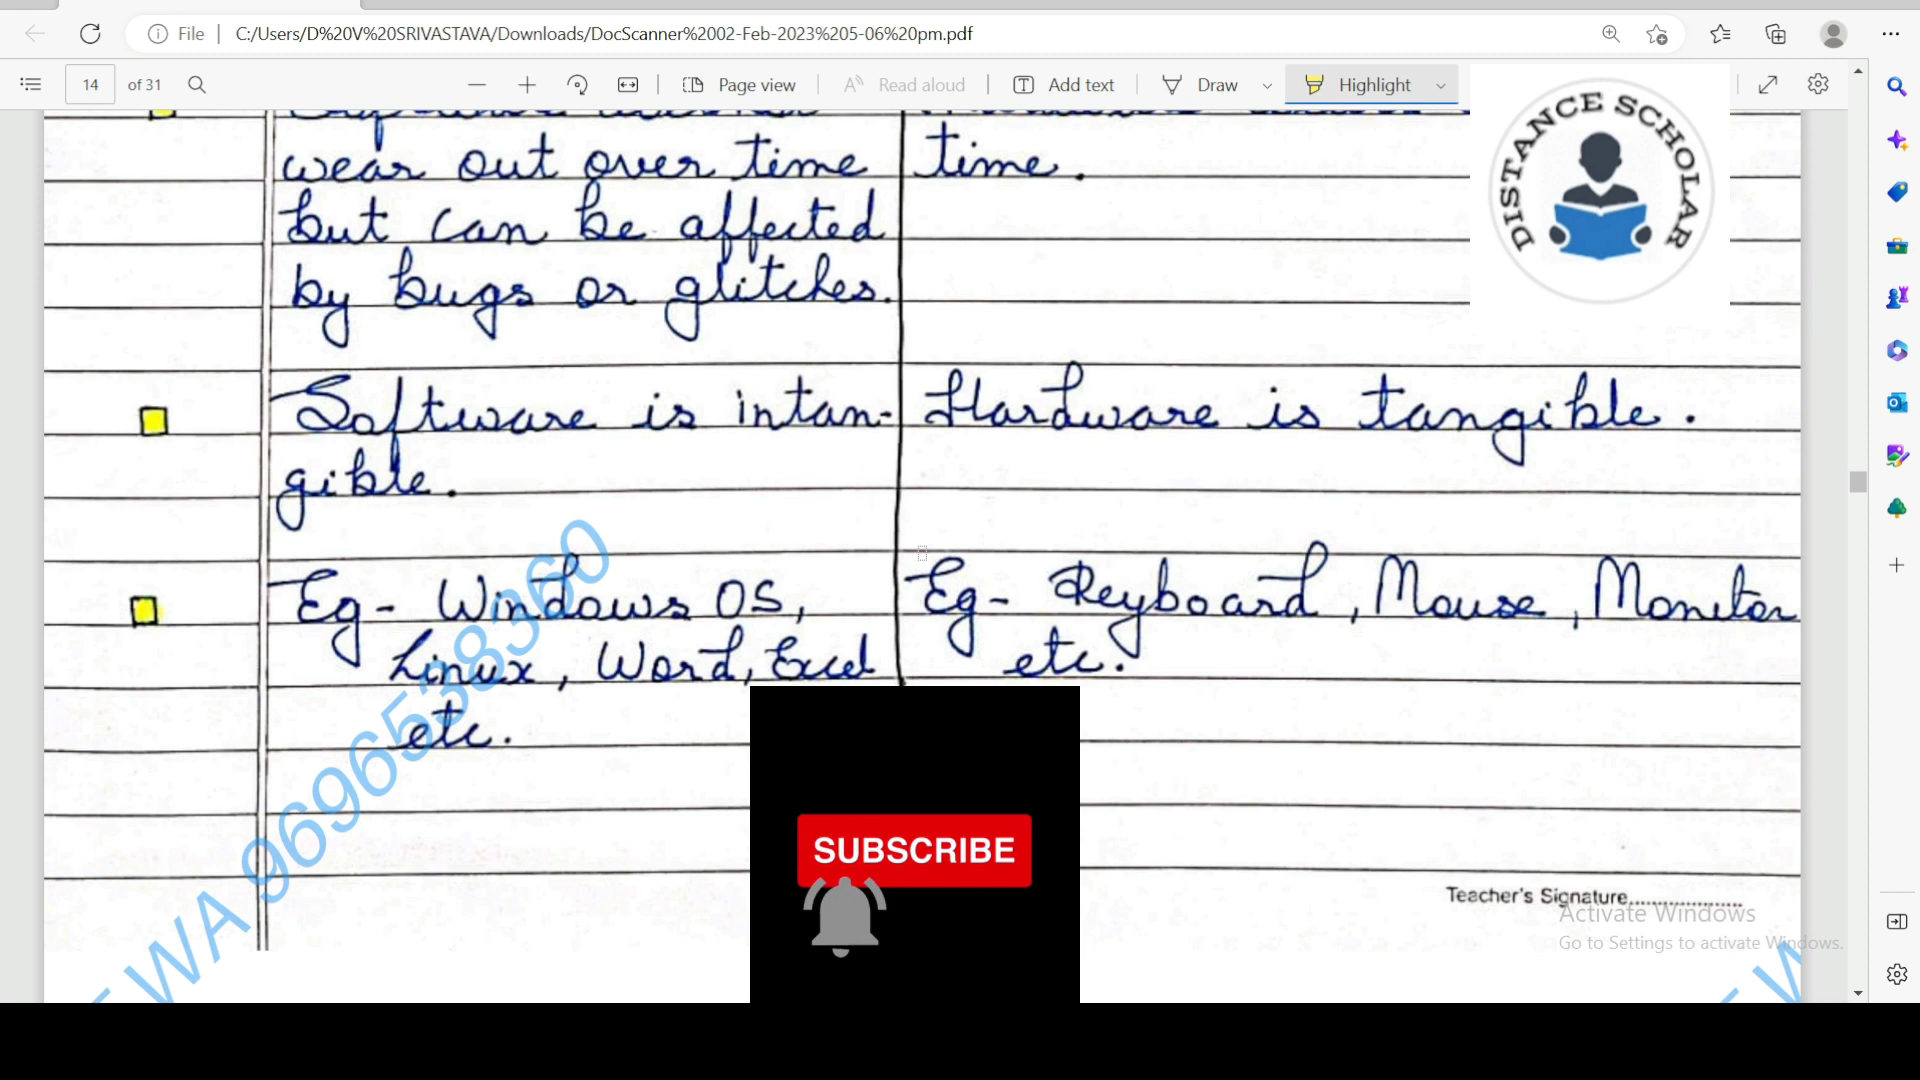 File C:/Users/D%20V%20SRIVASTAVA/Downloads/DocScanner%2002-Feb-2023%205-06%20pm.pdf
14 of 31 Page view Read aloud Add text Draw Highlight
DISTANCE SCHOLAR
wear out over time
but can be affected
by bugs or glitches.
time.
Software is intan-
gible.
Hardware is tangible.
Eg- Windows OS,
Linux, Word, Excel
etc.
Eg- Keyboard, Mouse, Monitor
etc.
WA 9696538360
SUBSCRIBE
Teacher's Signature....................
Activate Windows
Go to Settings to activate Windows.
W